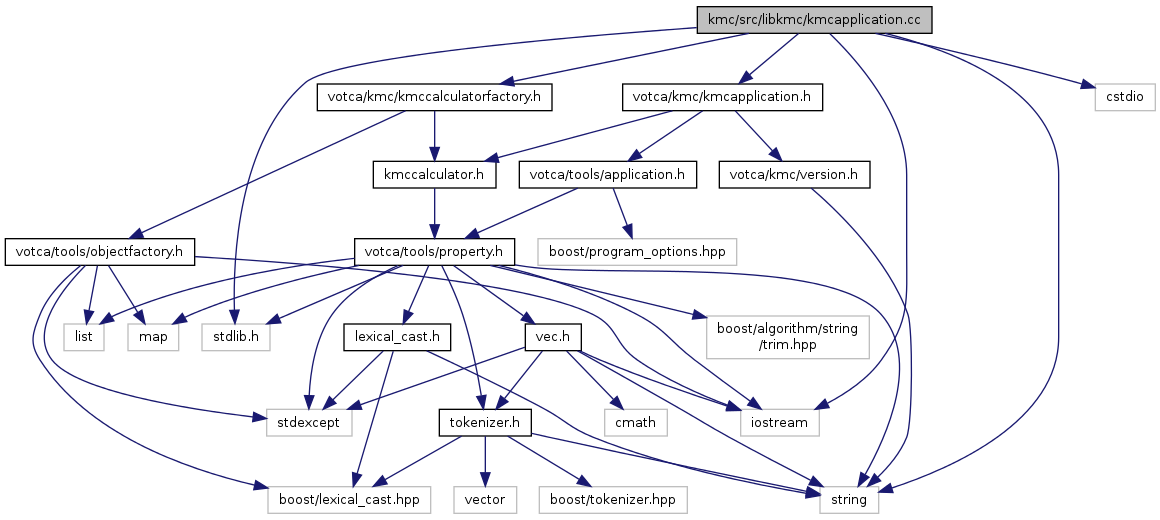 kmc/src/libkmc/kmcapplication.cc
votca/kmc/kmccalculatorfactory.h
votca/kmc/kmcapplication.h
cstdio
kmccalculator.h
votca/tools/application.h
votca/kmc/version.h
votca/tools/objectfactory.h
votca/tools/property.h
boost/program_options.hpp
list
map
stdlib.h
lexical_cast.h
vec.h
boost/algorithm/string
/trim.hpp
stdexcept
tokenizer.h
cmath
iostream
boost/lexical_cast.hpp
vector
boost/tokenizer.hpp
string